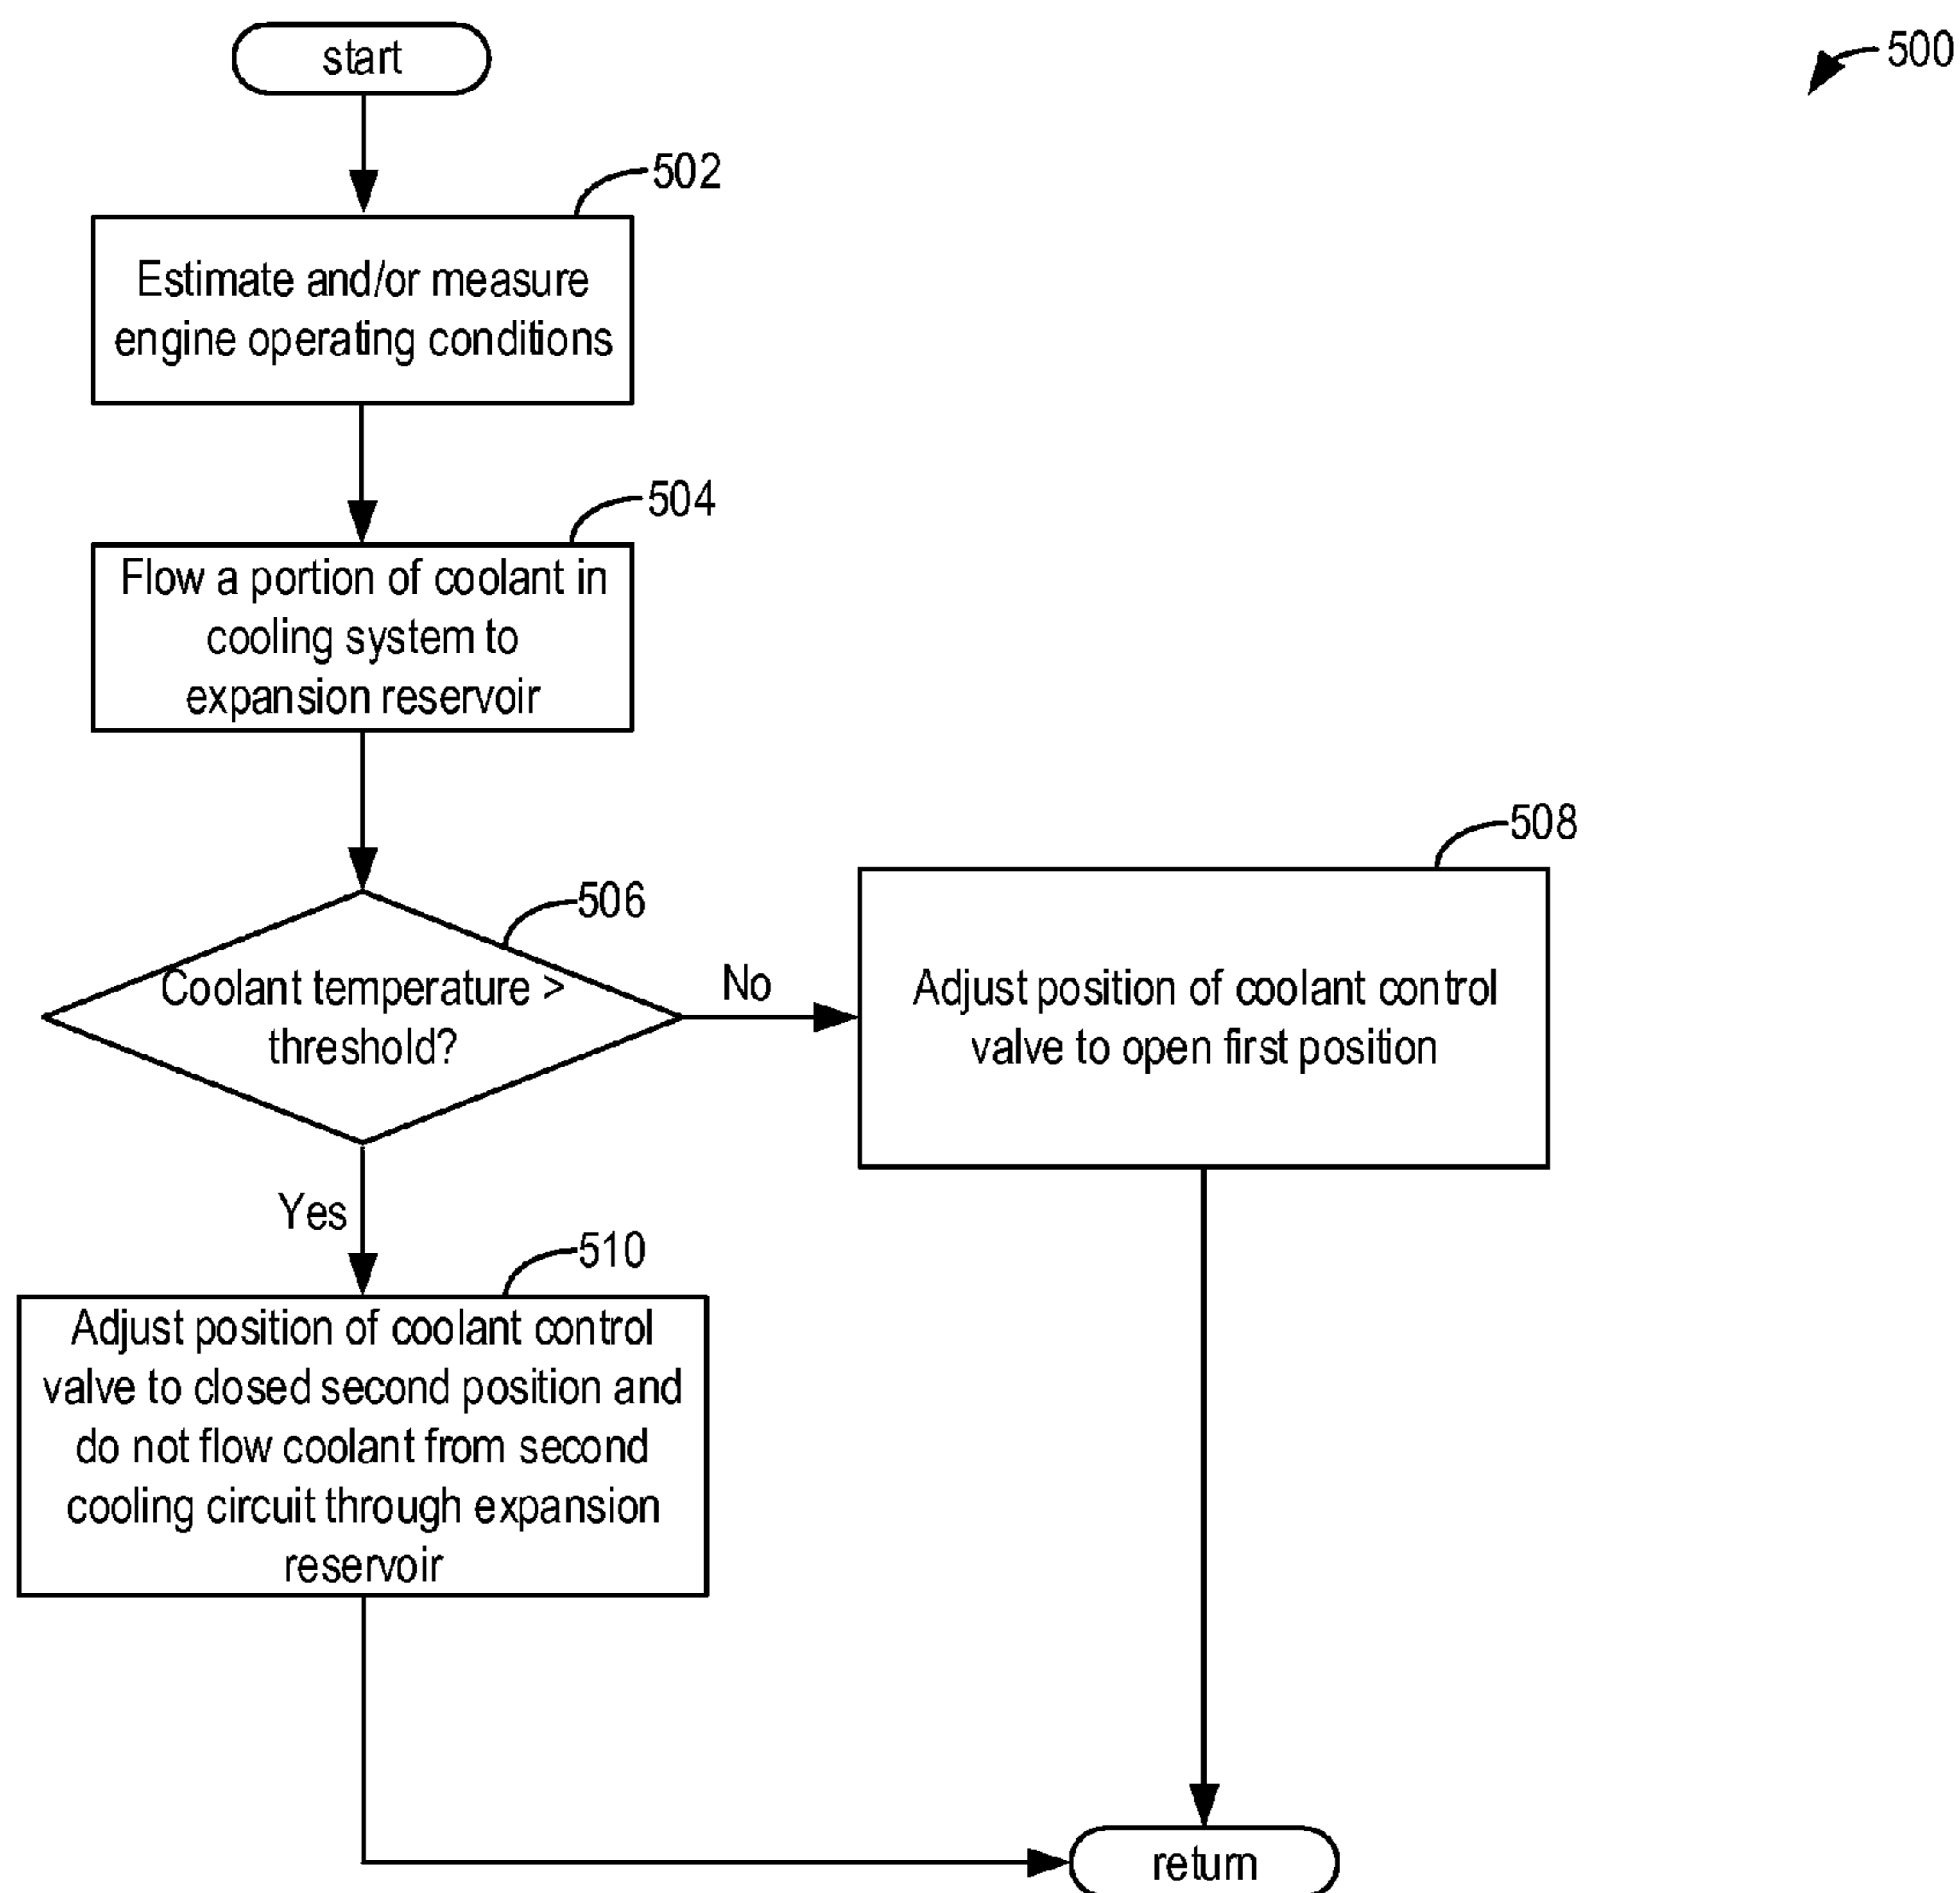 start
500
502
Estimate and/or measure
engine operating conditions
504
Flow a portion of coolant in
cooling system to
expansion reservoir
506
Coolant temperature >
threshold?
No
508
Adjust position of coolant control
valve to open first position
Yes
510
Adjust position of coolant control
valve to closed second position and
do not flow coolant from second
cooling circuit through expansion
reservoir
return